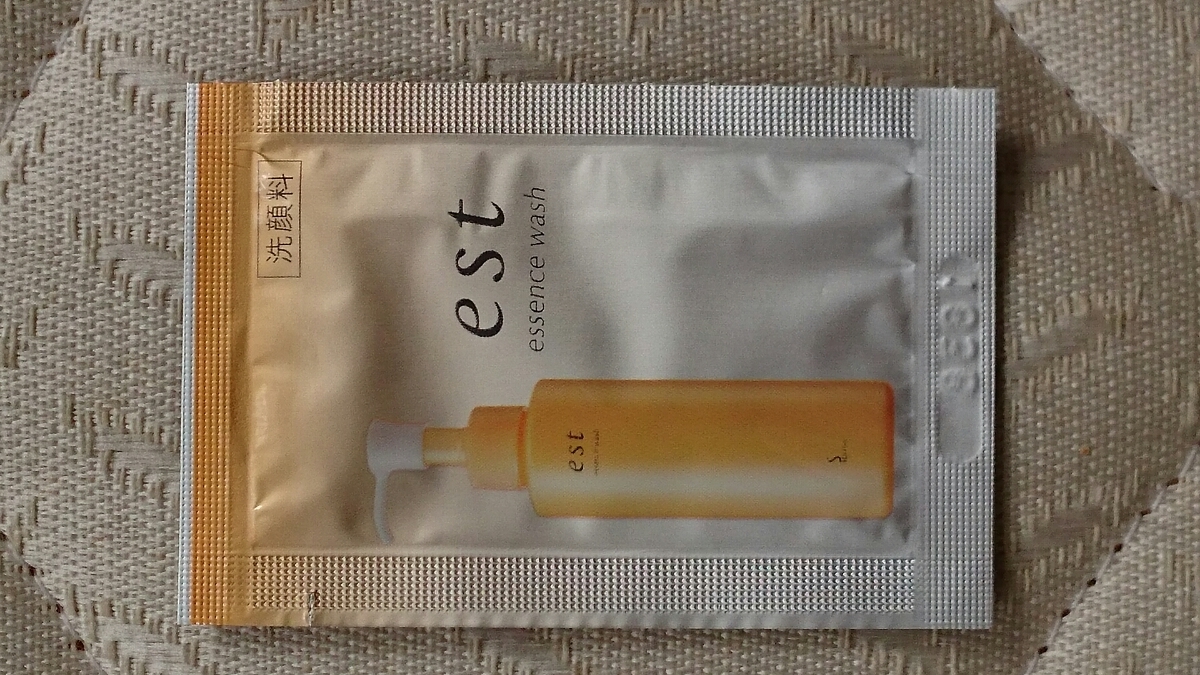 洗顔料
est
essence wash
est